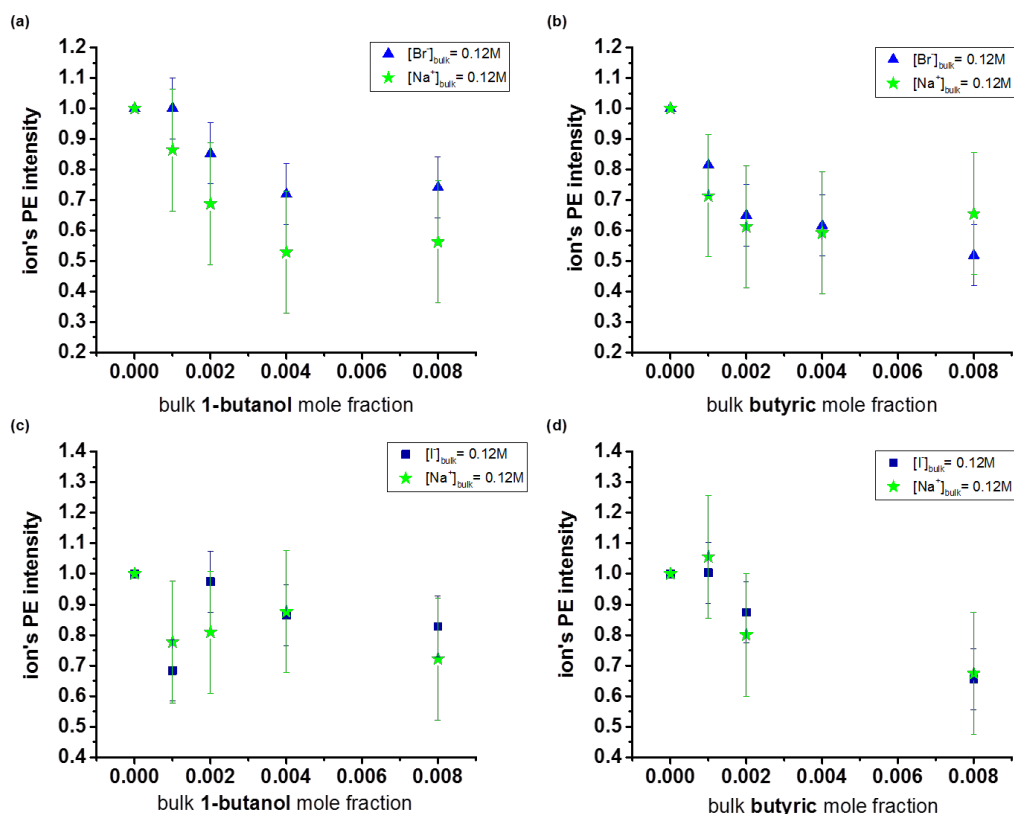 (a)
ion's PE intensity
1.2
1.1
1.0
0.9
0.8
0.7
0.6
0.5
0.4
0.3
0.2
[Br⁻]bulk= 0.12M
[Na⁺]bulk= 0.12M
0.000 0.002 0.004 0.006 0.008
bulk 1-butanol mole fraction
(b)
ion's PE intensity
1.2
1.1
1.0
0.9
0.8
0.7
0.6
0.5
0.4
0.3
0.2
[Br⁻]bulk= 0.12M
[Na⁺]bulk= 0.12M
0.000 0.002 0.004 0.006 0.008
bulk butyric mole fraction
(c)
ion's PE intensity
1.4
1.3
1.2
1.1
1.0
0.9
0.8
0.7
0.6
0.5
0.4
[I⁻]bulk= 0.12M
[Na⁺]bulk= 0.12M
0.000 0.002 0.004 0.006 0.008
bulk 1-butanol mole fraction
(d)
ion's PE intensity
1.4
1.3
1.2
1.1
1.0
0.9
0.8
0.7
0.6
0.5
0.4
[I⁻]bulk= 0.12M
[Na⁺]bulk= 0.12M
0.000 0.002 0.004 0.006 0.008
bulk butyric mole fraction